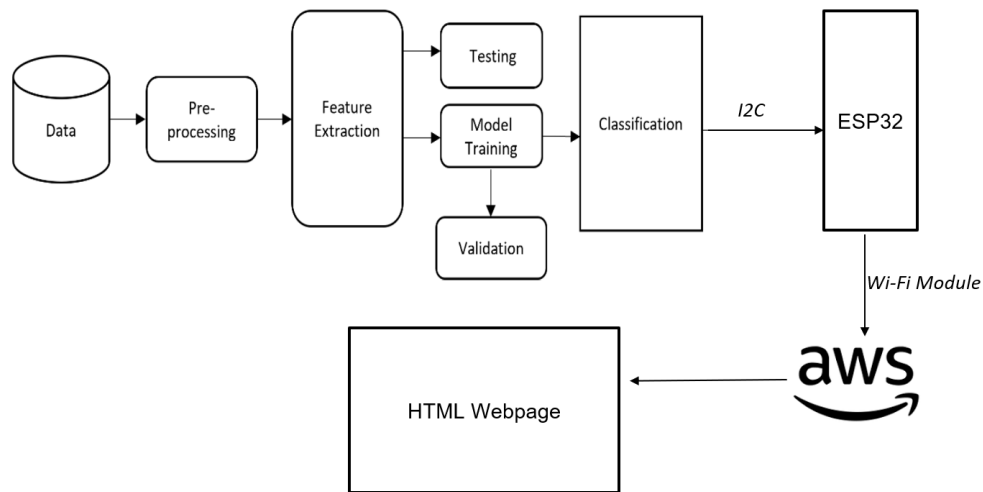 Data
Pre-
processing
Feature
Extraction
Testing
Model
Training
Validation
Classification
I2C
ESP32
Wi-Fi Module
aws
HTML Webpage